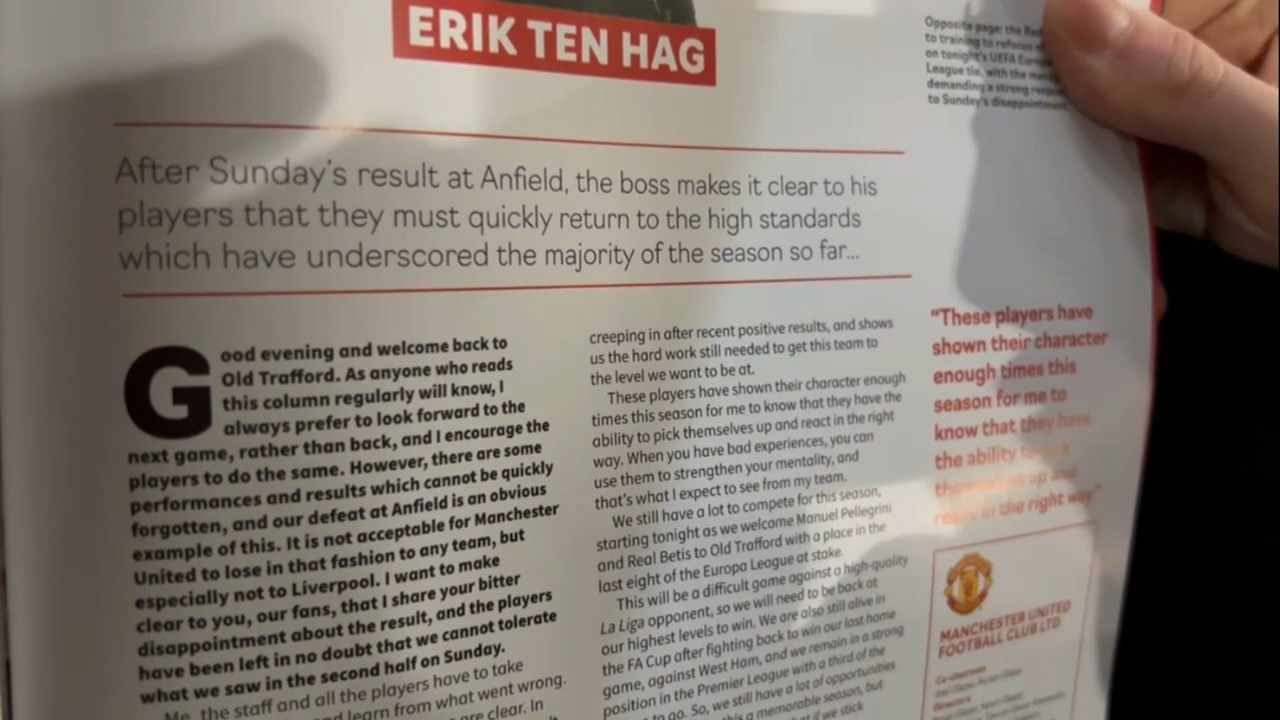 ERIK TEN HAG
Opposite page: the
to training to refocus
on tonight's UEFA
League tie, with the
demanding a strong
to Sunday's disappointment
After Sunday's result at Anfield, the boss makes it clear to his
players that they must quickly return to the high standards
which have underscored the majority of the season so far...
Good evening and welcome back to
Old Trafford. As anyone who reads
this column regularly will know, I
always prefer to look forward to the
next game, rather than back, and I encourage the
players to do the same. However, there are some
performances and results which cannot be quickly
forgotten, and our defeat at Anfield is an obvious
example of this. It is not acceptable for Manchester
United to lose in that fashion to any team, but
especially not to Liverpool. I want to make
clear to you, our fans, that I share your bitter
disappointment about the result, and the players
have been left in no doubt that we cannot tolerate
what we saw in the second half on Sunday.
Me, the staff and all the players have to take
learn from what went wrong.
are clear. In
creeping in after recent positive results, and shows
us the hard work still needed to get this team to
the level we want to be at.
These players have shown their character enough
times this season for me to know that they have the
ability to pick themselves up and react in the right
way. When you have bad experiences, you can
use them to strengthen your mentality, and
that's what I expect to see from my team.
We still have a lot to compete for this season,
starting tonight as we welcome Manuel Pellegrini
and Real Betis to Old Trafford with a place in the
last eight of the Europa League at stake.
This will be a difficult game against a high-quality
La Liga opponent, so we will need to be back at
our highest levels to win. We are also still alive in
the FA Cup after fighting back to win our last home
game, against West Ham, and we remain in a strong
position in the Premier League with a third of the
to go. So, we still have a lot of opportunities
this a memorable season, but
if we stick
"These players have
shown their character
enough times this
season for me to
know that they have
the ability to
up and
in the right way"
MANCHESTER UNITED
FOOTBALL CLUB LTD
Co-chairmen
Directors